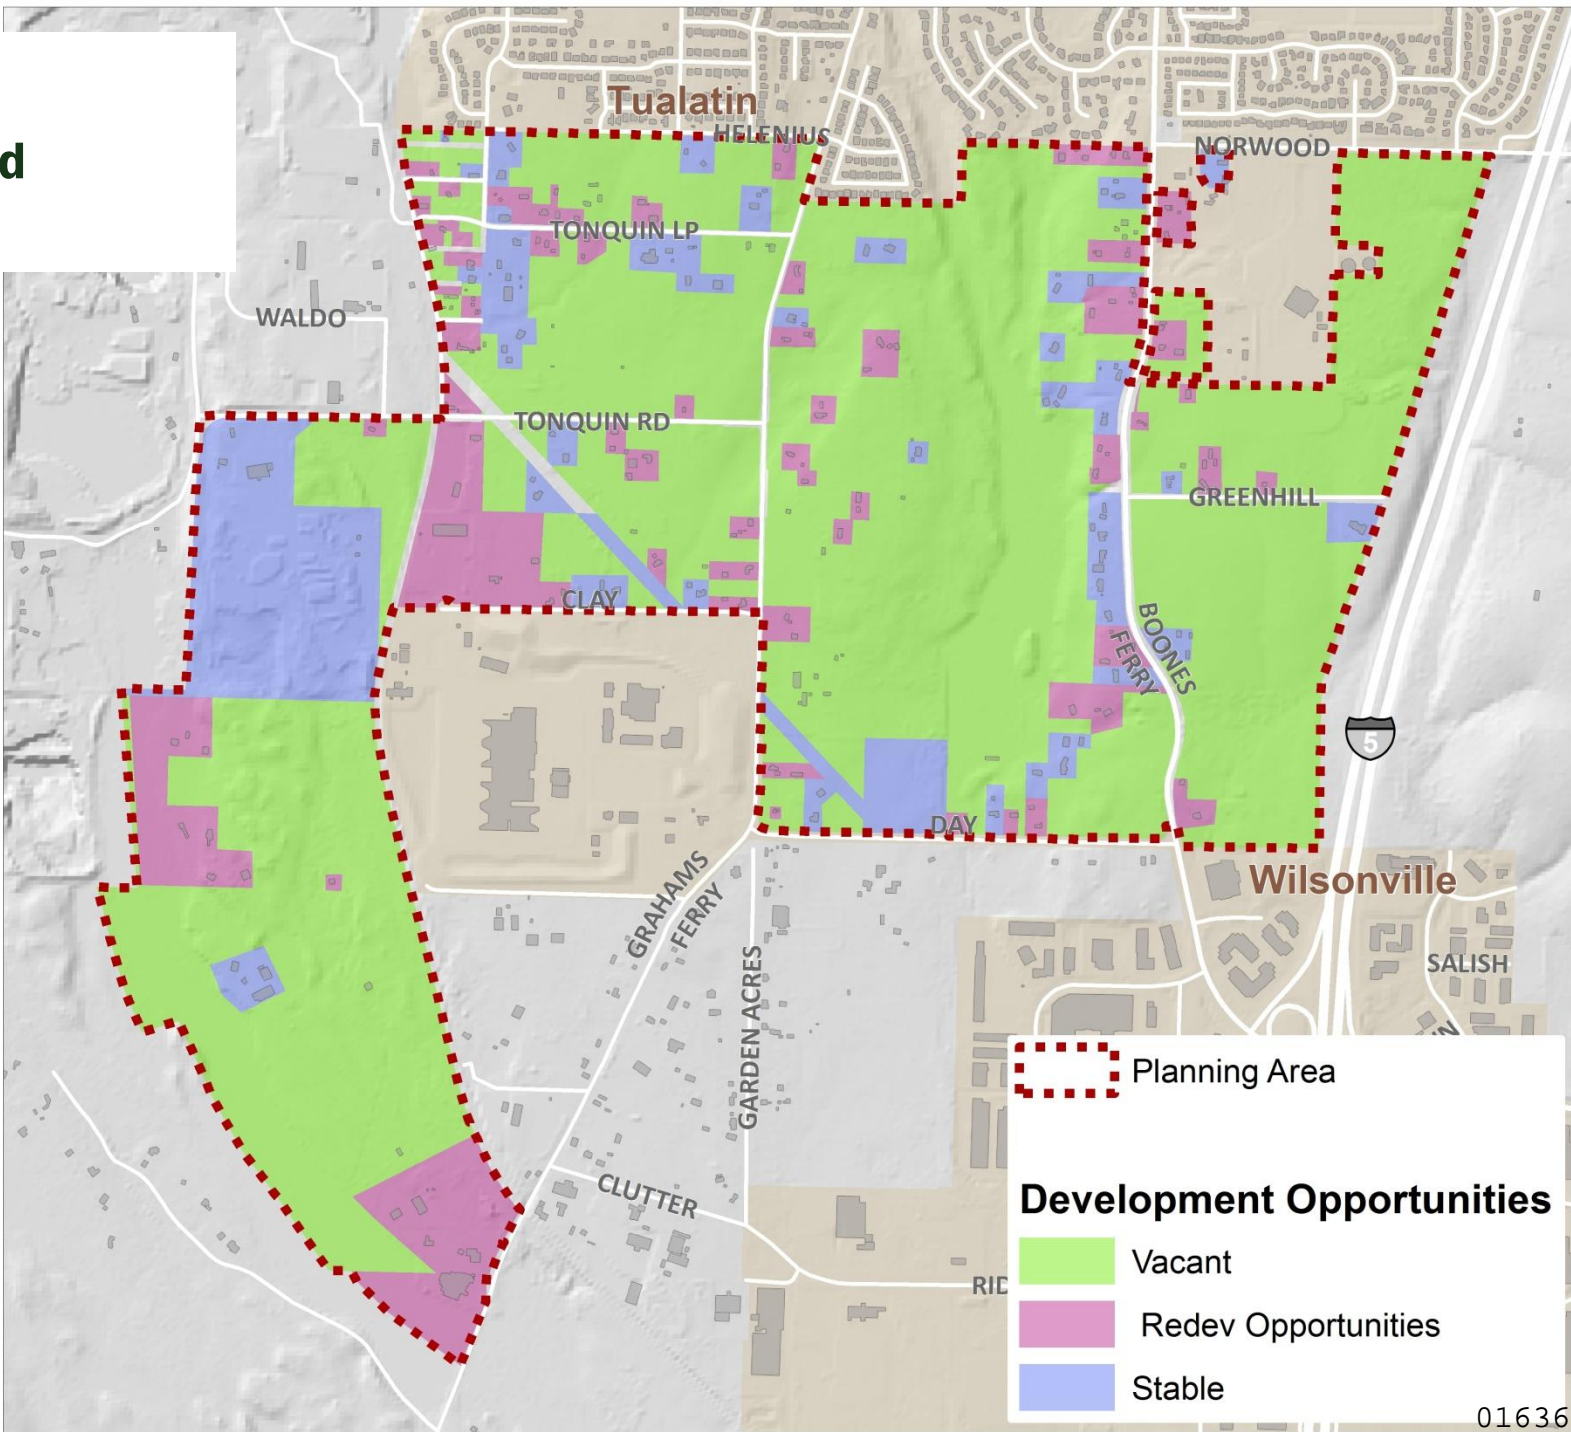 d
Tualatin
HELENIUS
NORWOOD
TONQUIN LP
WALDO
TONQUIN RD
GREENHILL
CLAY
BOONES
FERRY
5
DAY
GRAHAMS
FERRY
Wilsonville
GARDEN ACRES
SALISH
CLUTTER
RID
Planning Area
Development Opportunities
Vacant
Redev Opportunities
Stable
01636